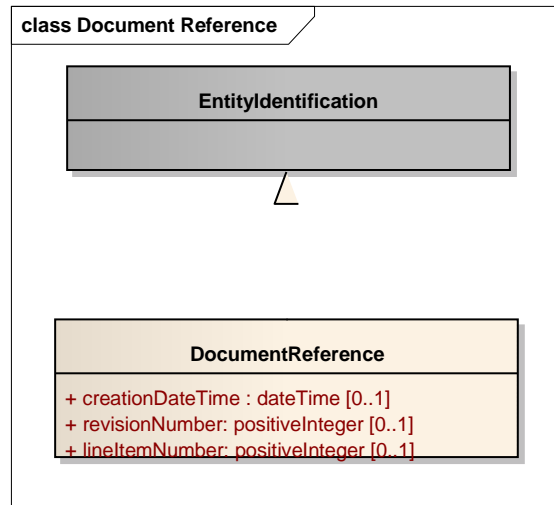 class Document Reference
EntityIdentification
DocumentReference
+ creationDateTime : dateTime [0..1]
+ revisionNumber: positiveInteger [0..1]
+ lineItemNumber: positiveInteger [0..1]